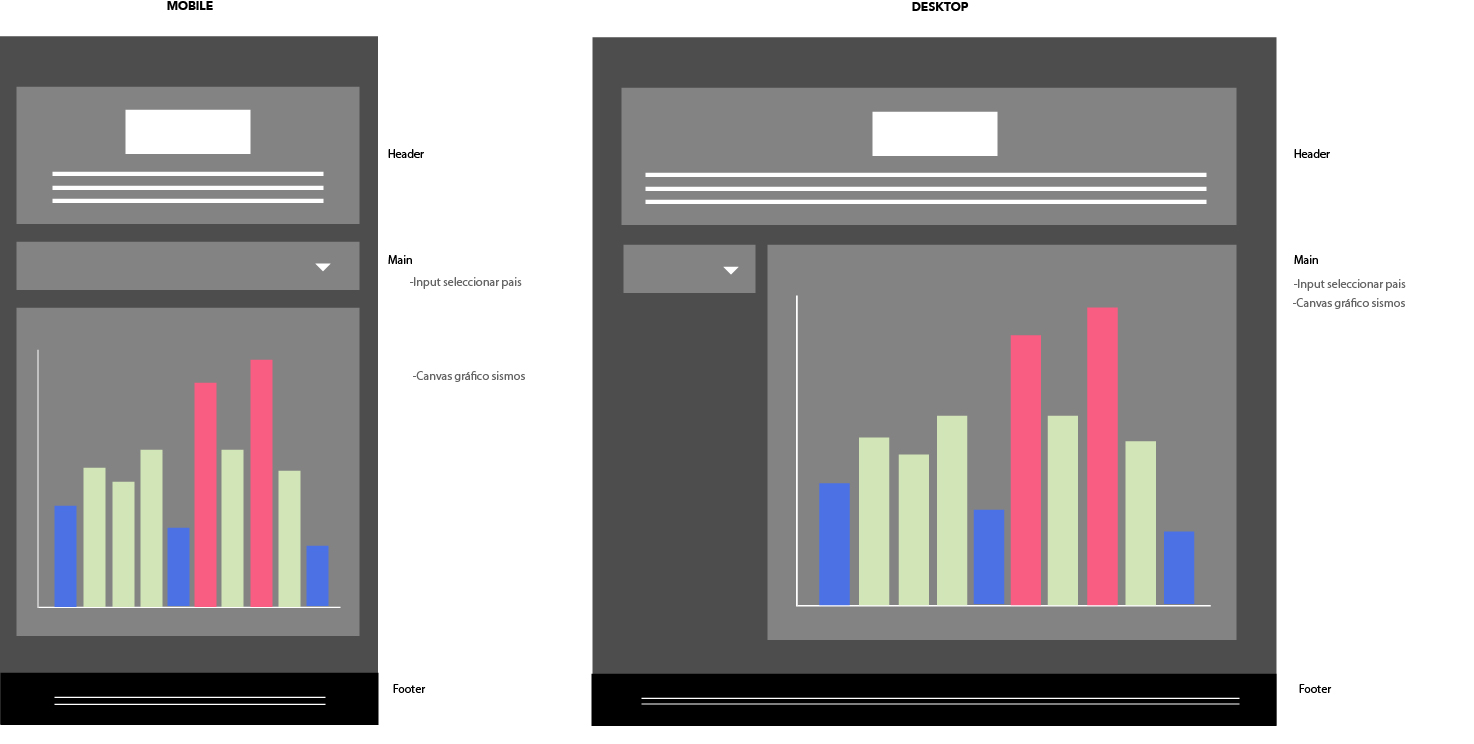 MOBILE
Header
Main
-Input seleccionar pais
-Canvas gráfico sismos
Footer
DESKTOP
Header
Main
-Input seleccionar pais
-Canvas gráfico sismos
Footer